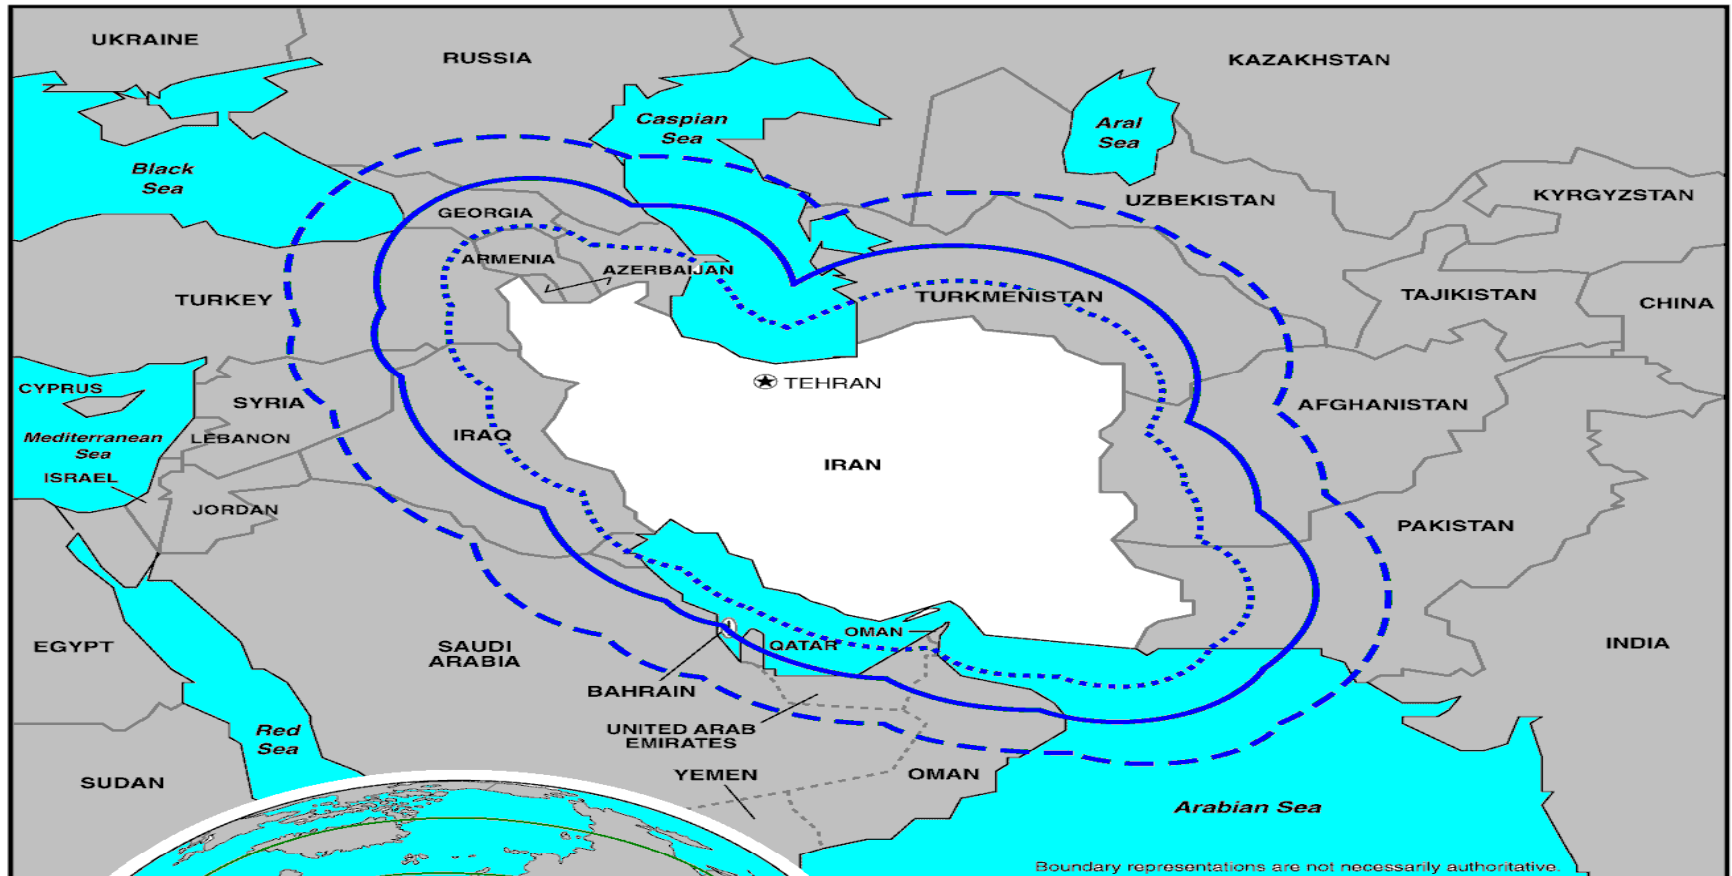 UKRAINE
RUSSIA
KAZAKHSTAN
Caspian
Sea
Aral
Sea
Black
Sea
UZBEKISTAN
KYRGYZSTAN
GEORGIA
ARMENIA
AZERBAIJAN
TURKEY
TURKMENISTAN
TAJIKISTAN
CHINA
CYPRUS
TEHRAN
SYRIA
AFGHANISTAN
Mediterranean
Sea
LEBANON
IRAQ
IRAN
ISRAEL
JORDAN
PAKISTAN
EGYPT
SAUDI
ARABIA
QATAR
OMAN
INDIA
BAHRAIN
UNITED ARAB
EMIRATES
Red
Sea
SUDAN
YEMEN
OMAN
Arabian Sea
Boundary representations are not necessarily authoritative.